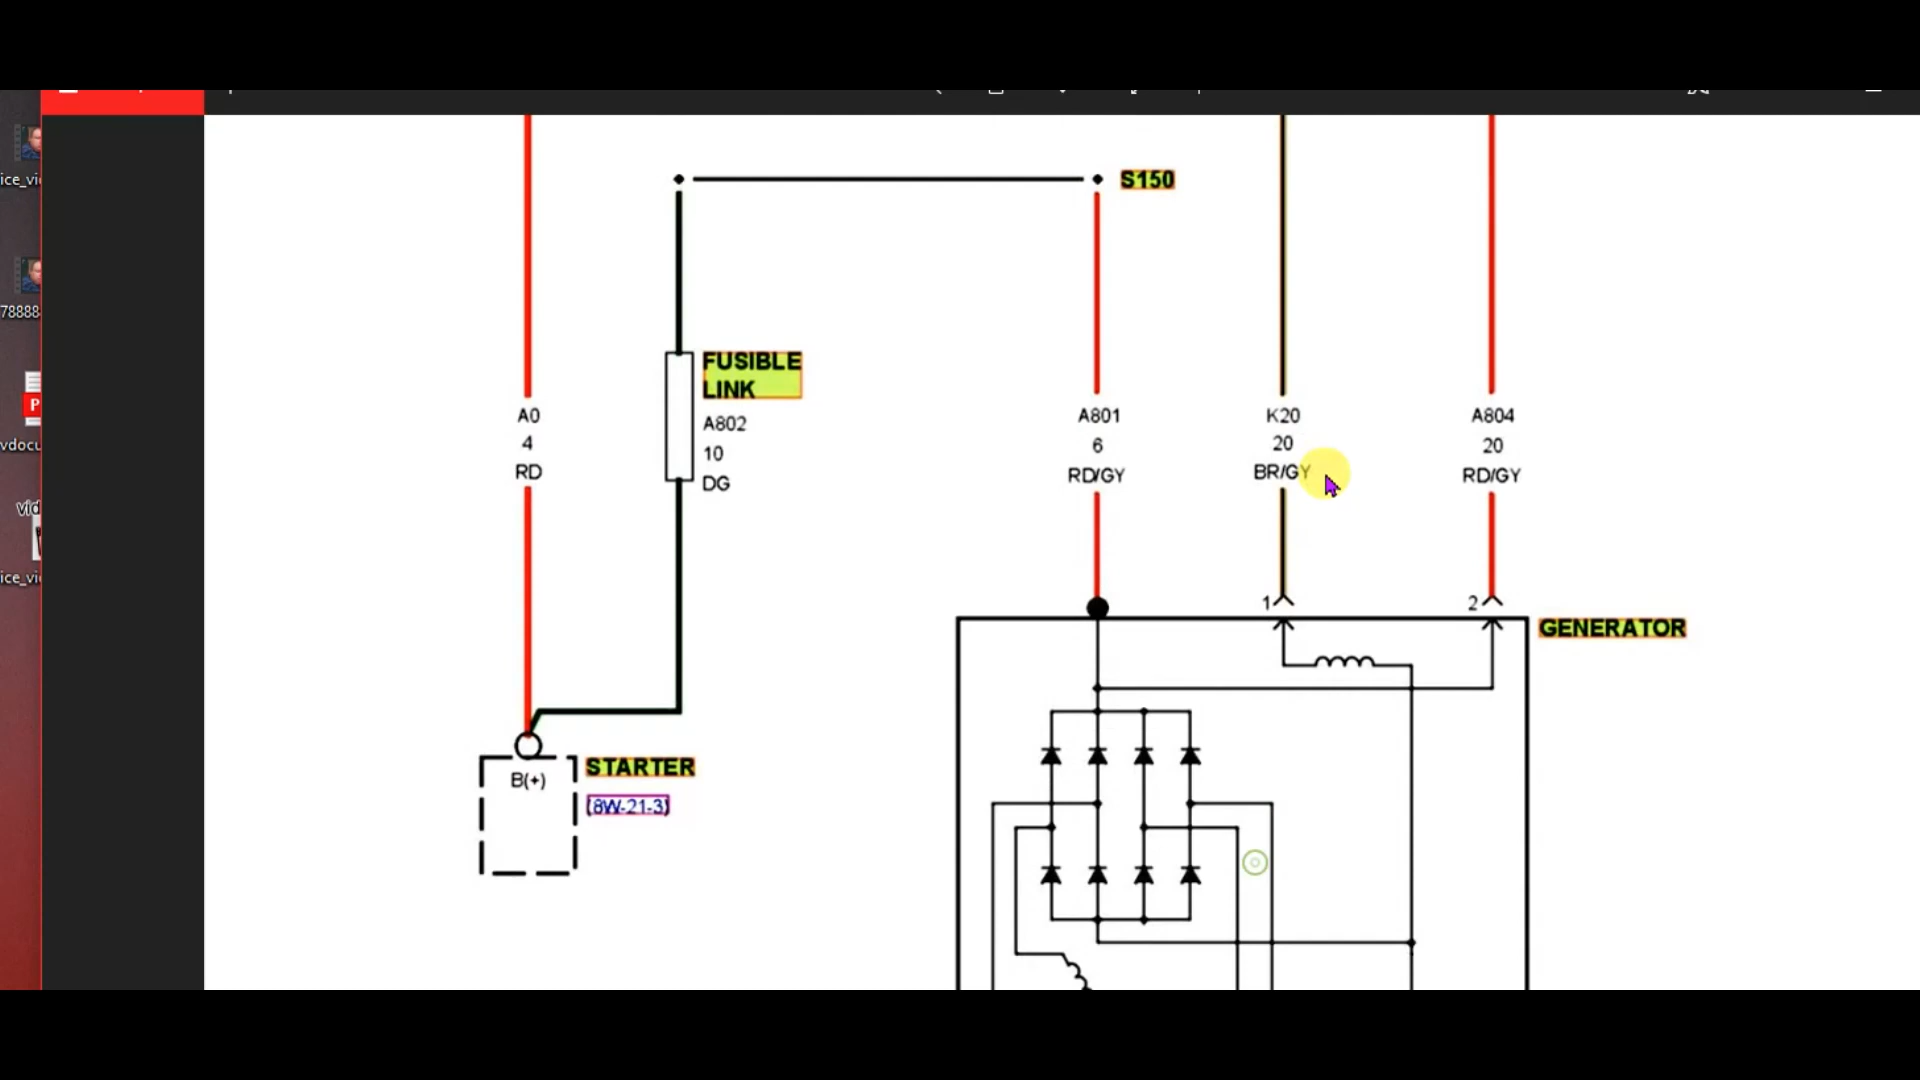 S150
FUSIBLE
LINK
A802
10
DG
A0
4
RD
A801
6
RD/GY
K20
20
BR/GY
A804
20
RD/GY
1
2
GENERATOR
STARTER
B(+)
(8W-21-3)
ice_vi
78888
P
vdocu
vid
ice_vi